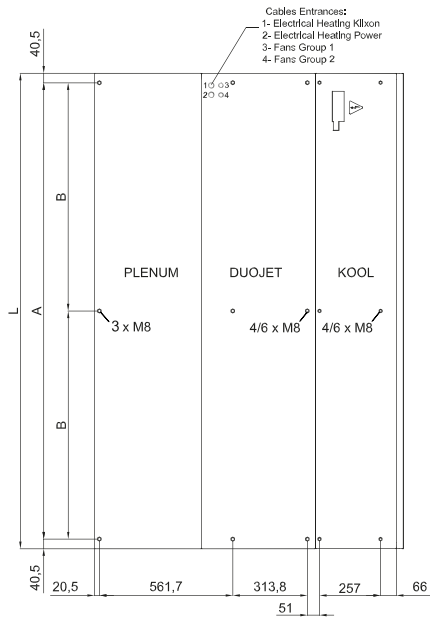 Cables Entrances:
1- Electrical Heating Klixon
2- Electrical Heating Power
3- Fans Group 1
4- Fans Group 2
40,5
1 3
2 4
B
PLENUM DUOJET KOOL
L
A
3 x M8 4/6 x M8 4/6 x M8
B
40,5
20,5 561,7 313,8 257 66
51